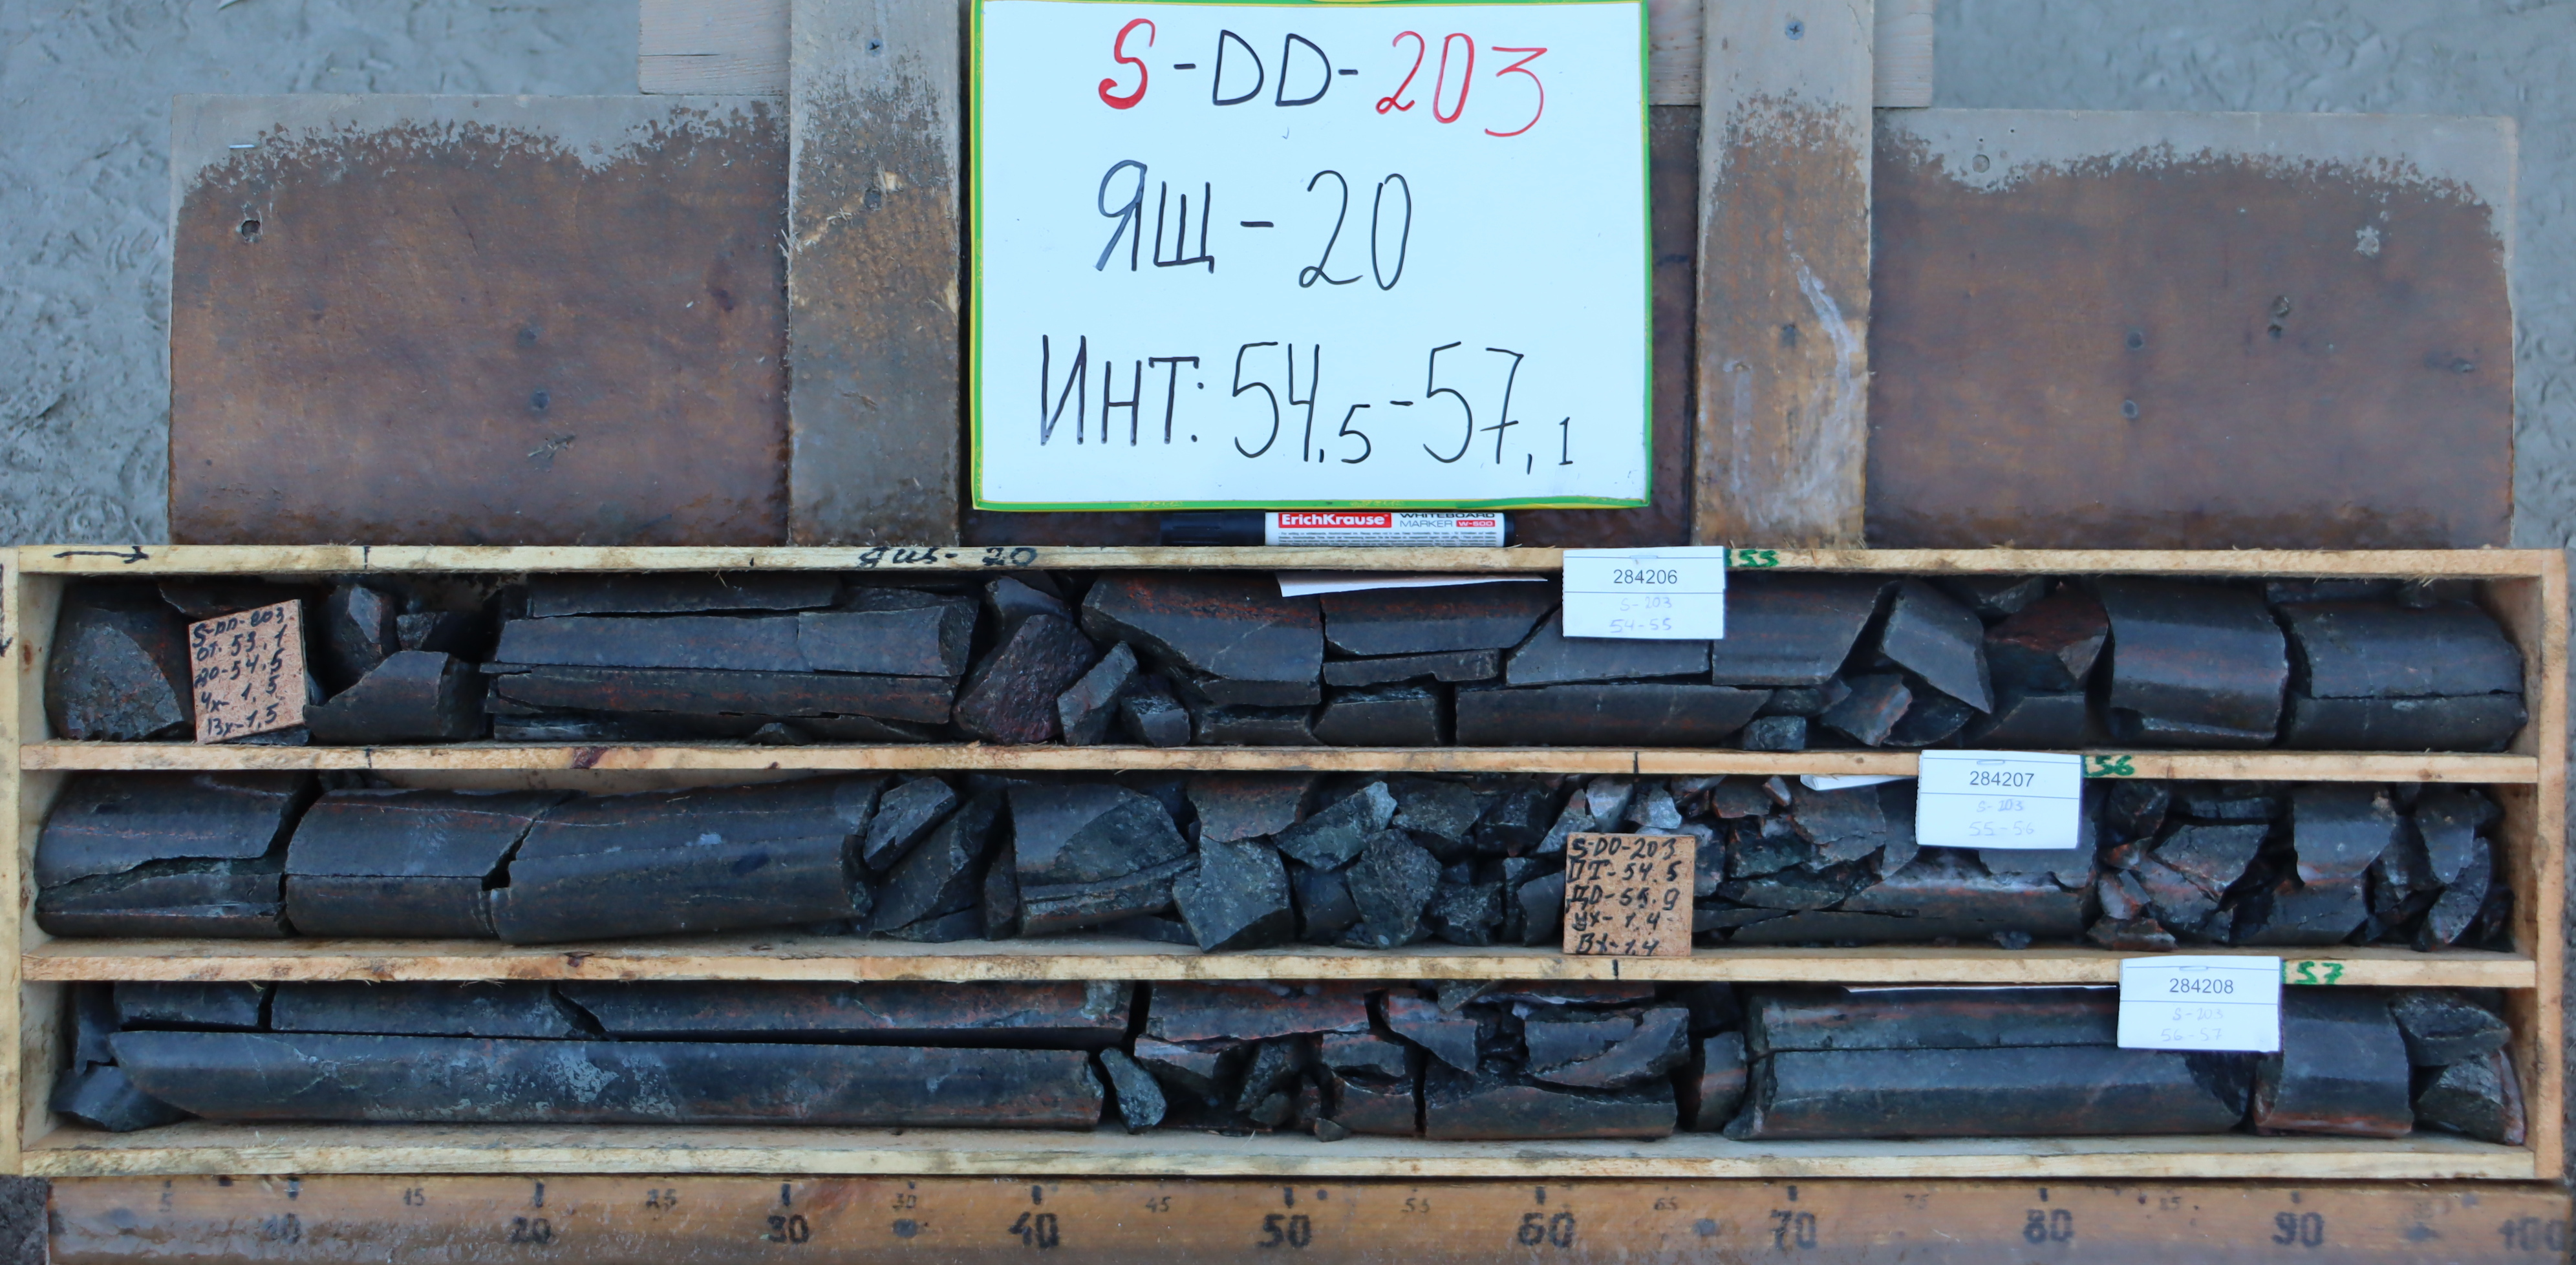 S-DD-203
ЯЩ-20
ИНТ: 54,5-57,1
ErichKrause WHITEBOARD
MARKER W-600
Ящ- 20
284206
S-203
54-55
55
S-DD-203
ОТ. 53,1
ДО-54,5
Ух- 1,5
Вх-1,5
284207
S-203
55-56
56
S-DD-203
ОТ-54,5
ДО-55,9
Ух-1,4
Вх-1,4
284208
S-203
56-57
57
10 15 20 25 30 30 40 45 50 55 60 65 70 75 80 85 90 100